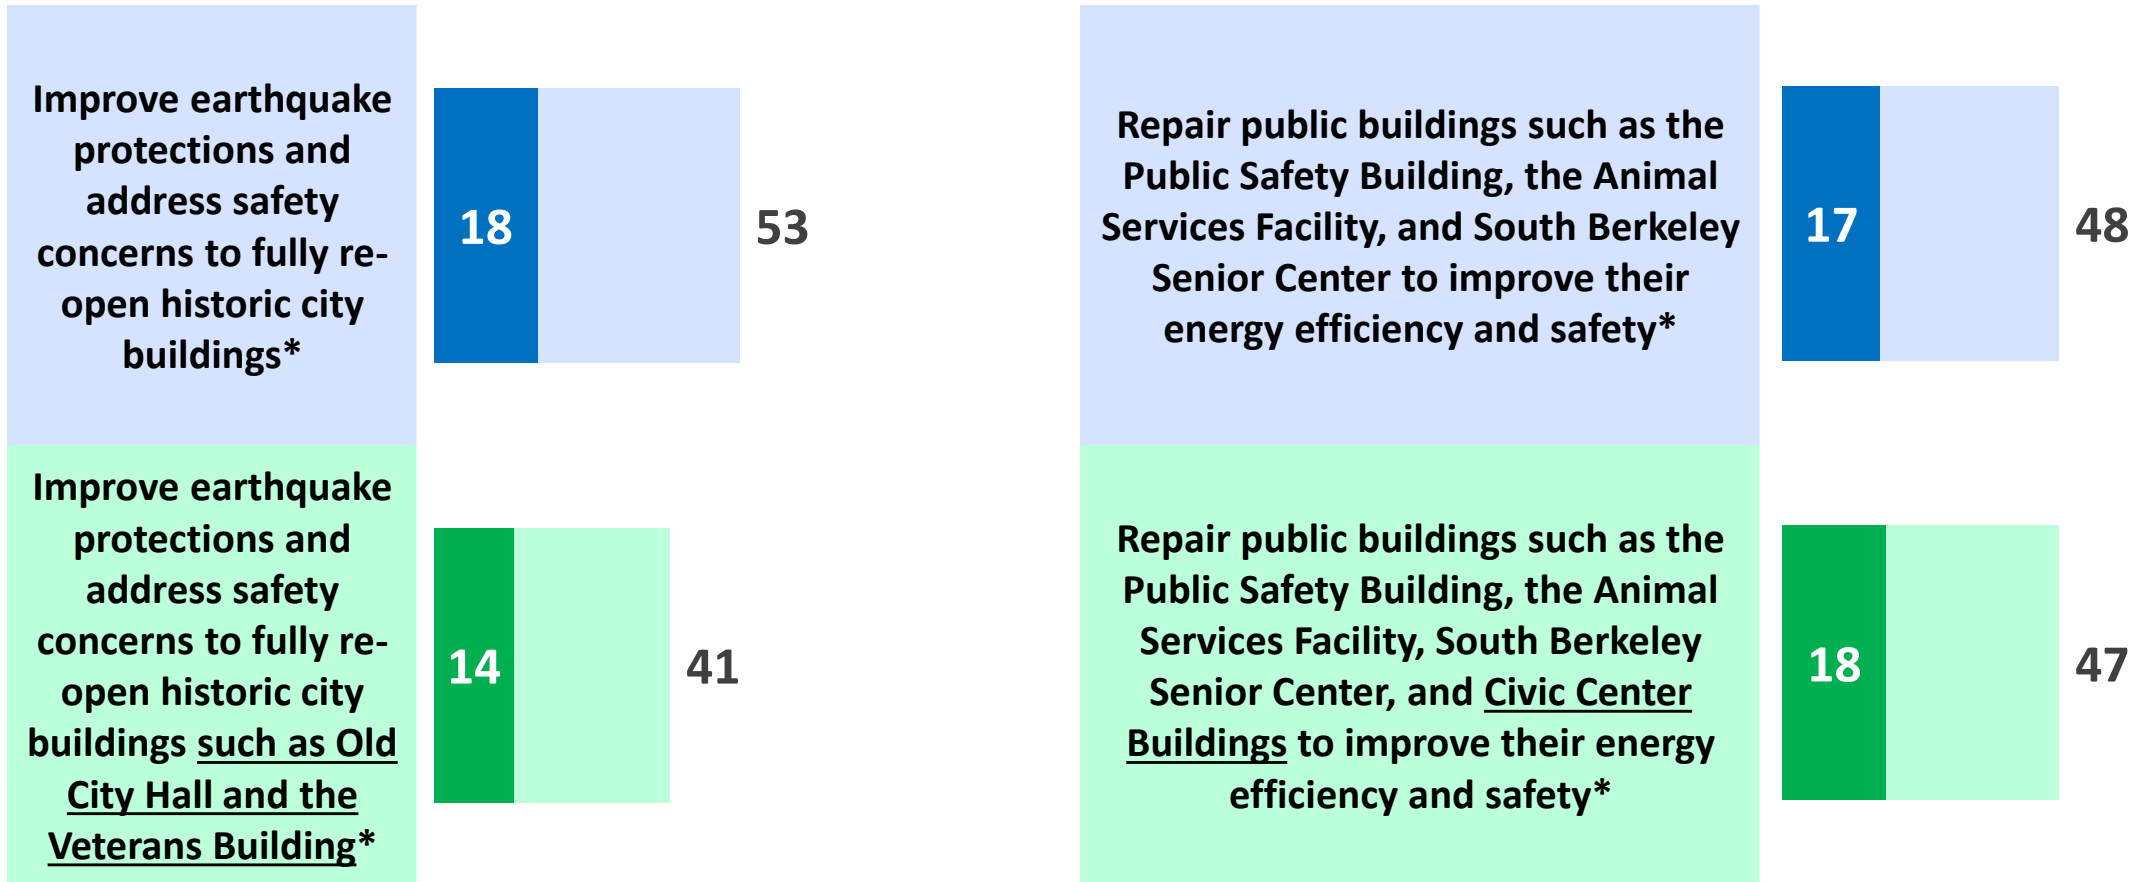 Improve earthquake
protections and
address safety
concerns to fully re-
open historic city
buildings*
18
53
Improve earthquake
protections and
address safety
concerns to fully re-
open historic city
buildings such as Old
City Hall and the
Veterans Building*
14
41
Repair public buildings such as the
Public Safety Building, the Animal
Services Facility, and South Berkeley
Senior Center to improve their
energy efficiency and safety*
17
48
Repair public buildings such as the
Public Safety Building, the Animal
Services Facility, South Berkeley
Senior Center, and Civic Center
Buildings to improve their energy
efficiency and safety*
18
47